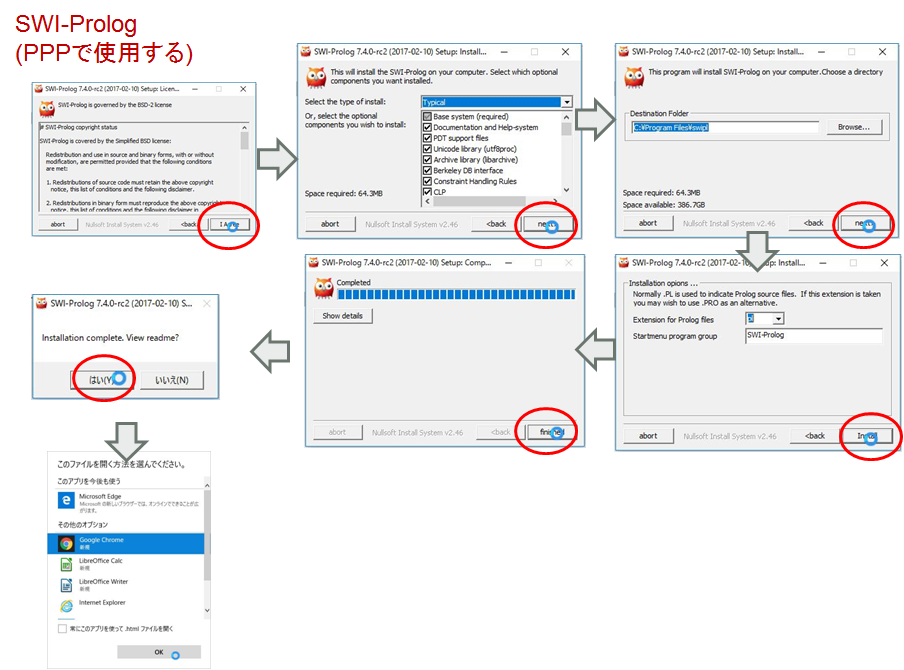 SWI-Prolog
(PPPで使用する)
SWI-Prolog 7.4.0-rc2 (2017-02-10) Setup: Licen...
SWI-Prolog is governed by the BSD-2 license
# SWI-Prolog copyright status
SWI-Prolog is covered by the Simplified BSD license:
Redistribution and use in source and binary forms, with or without
modification, are permitted provided that the following conditions
are met:
1. Redistributions of source code must retain the above copyright
notice, this list of conditions and the following disclaimer.
2. Redistributions in binary form must reproduce the above copyright
notice, this list of conditions and the following disclaimer in
abort
Nullsoft Install System v2.46
<back
SWI-Prolog 7.4.0-rc2 (2017-02-10) Setup: Install...
This will install the SWI-Prolog on your computer. Select which optional
components you want installed.
Select the type of install:
Typical
Or, select the optional
components you wish to install:
Base system (required)
Documentation and Help-system
PDT support files
Unicode library (utf8proc)
Archive library (libarchive)
Berkeley DB interface
Constraint Handling Rules
CLP
Space required: 64.3MB
abort
Nullsoft Install System v2.46
<back
SWI-Prolog 7.4.0-rc2 (2017-02-10) Setup: Install...
This program will install SWI-Prolog on your computer.Choose a directory
Destination Folder
C:¥Program Files¥swipl
Browse...
Space required: 64.3MB
Space available: 386.7GB
abort
Nullsoft Install System v2.46
<back
SWI-Prolog 7.4.0-rc2 (2017-02-10) Setup: Install...
Installation opions ...
Normally .PL is used to indicate Prolog source files. If this extension is taken
you may wish to use .PRO as an alternative.
Extension for Prolog files
Startmenu program group
SWI-Prolog
abort
Nullsoft Install System v2.46
<back
Install
SWI-Prolog 7.4.0-rc2 (2017-02-10) Setup: Comp...
Completed
Show details
abort
Nullsoft Install System v2.46
<back
finished
SWI-Prolog 7.4.0-rc2 (2017-02-10) S...
Installation complete. View readme?
はい(Y)
いいえ(N)
このファイルを開く方法を選んでください。
このアプリを今後も使う
Microsoft Edge
Microsoft の新しいブラウザーでは、オンラインでできることが広
がります。
その他のオプション
Google Chrome
新規
LibreOffice Calc
新規
LibreOffice Writer
新規
Internet Explorer
常にこのアプリを使って .html ファイルを開く
OK